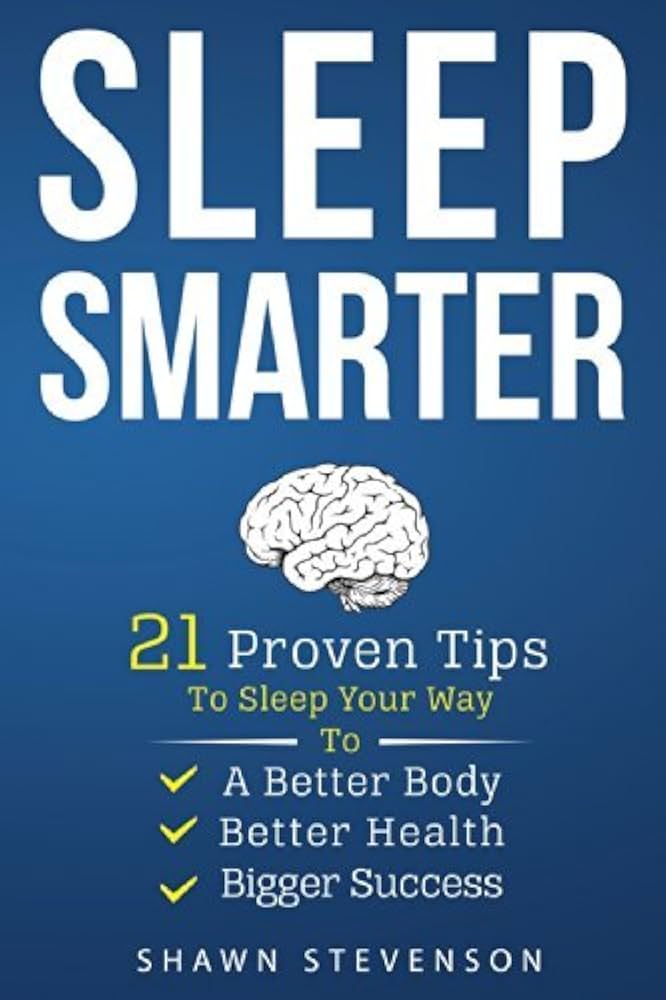 SLEEP
SMARTER
21 Proven Tips
To Sleep Your Way
To
A Better Body
Better Health
Bigger Success
SHAWN STEVENSON